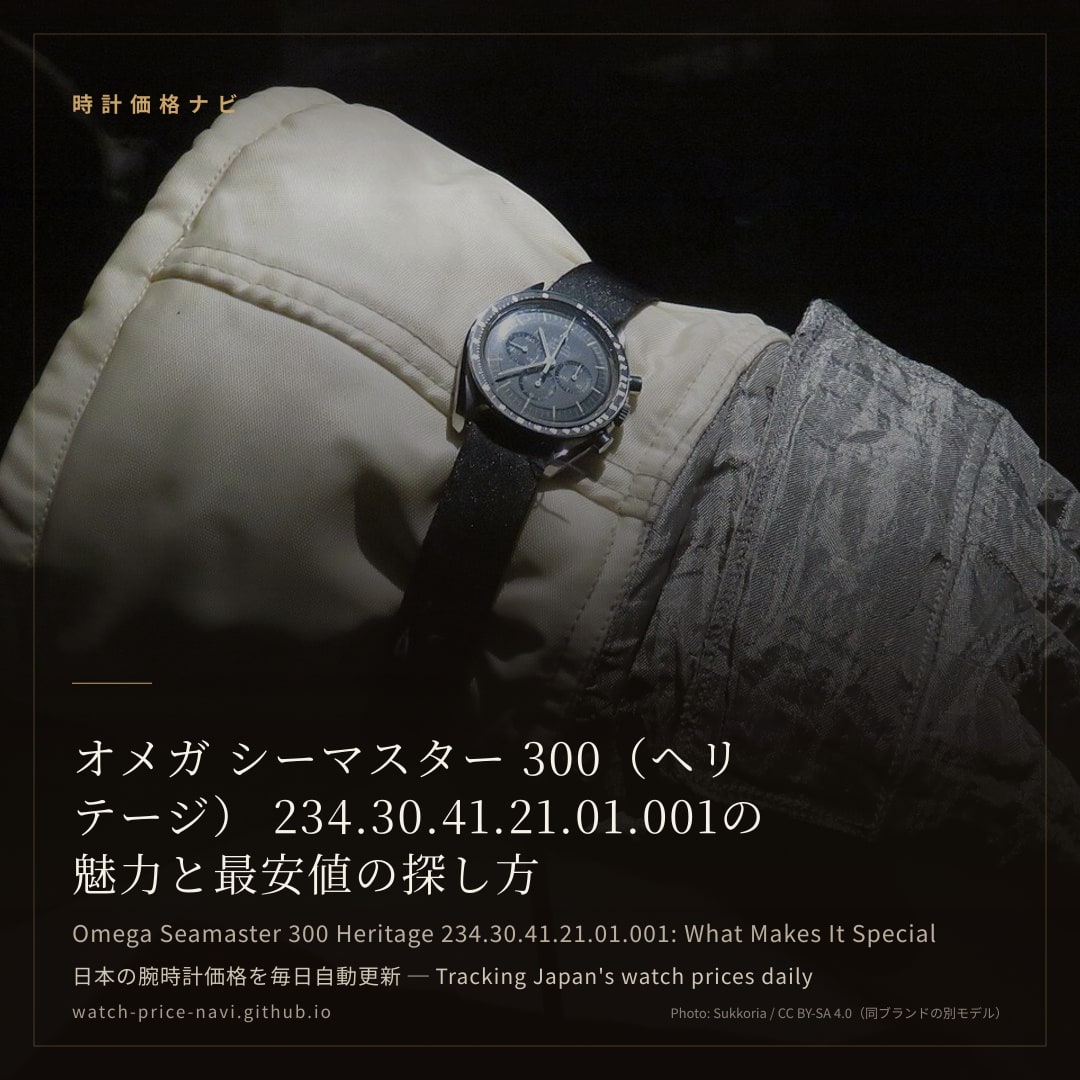 時計価格ナビ
オメガ シーマスター 300（ヘリ
テージ） 234.30.41.21.01.001の
魅力と最安値の探し方
Omega Seamaster 300 Heritage 234.30.41.21.01.001: What Makes It Special
日本の腕時計価格を毎日自動更新 — Tracking Japan's watch prices daily
watch-price-navi.github.io
Photo: Sukkoria / CC BY-SA 4.0（同ブランドの別モデル）